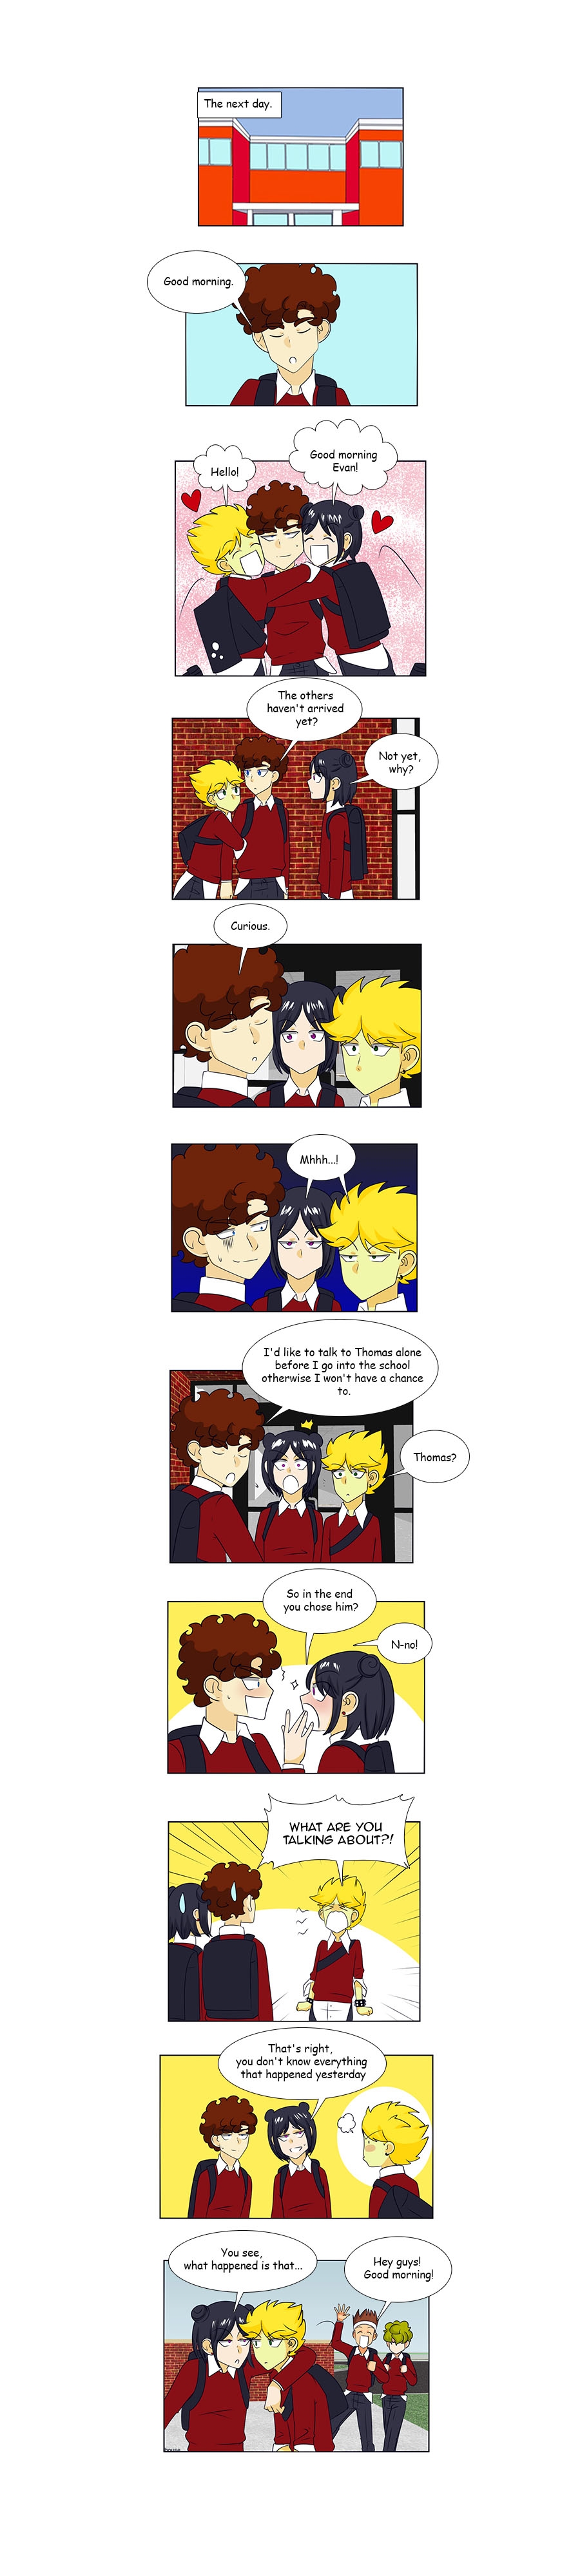 The next day.
Good morning.
Hello!
Good morning
Evan!
The others
haven't arrived
yet?
Not yet,
why?
Curious.
Mhhh...!
I'd like to talk to Thomas alone
before I go into the school
otherwise I won't have a chance
to.
Thomas?
So in the end
you chose him?
N-no!
WHAT ARE YOU
TALKING ABOUT?!
That's right,
you don't know everything
that happened yesterday
You see,
what happened is that...
Hey guys!
Good morning!